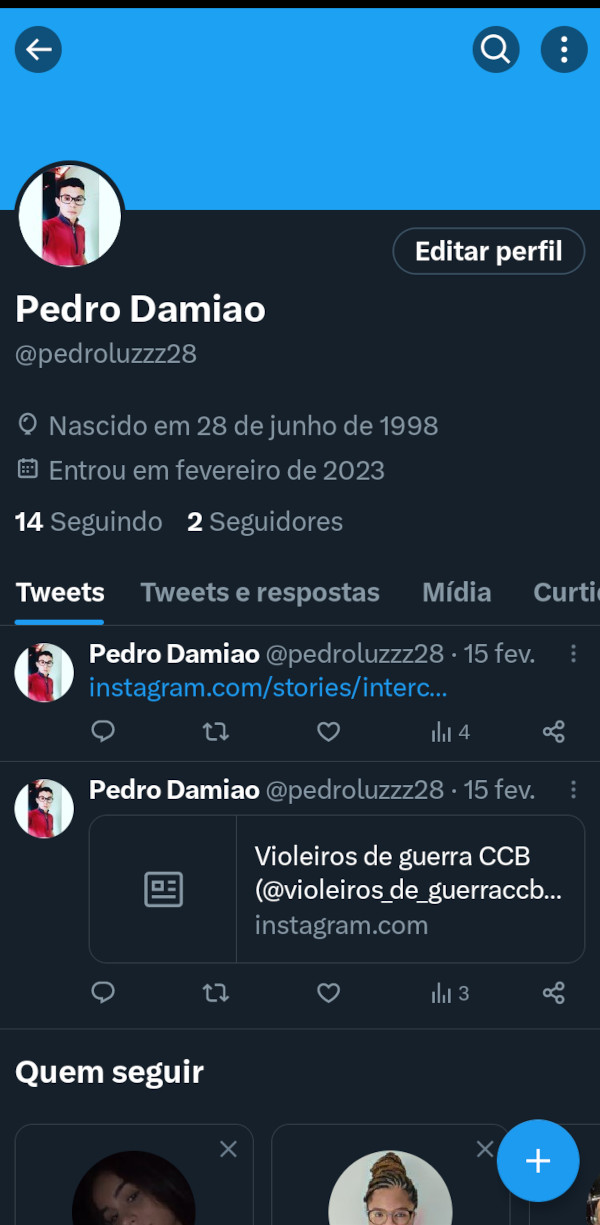 Editar perfil
Pedro Damiao
@pedroluzzz28
Nascido em 28 de junho de 1998
Entrou em fevereiro de 2023
14 Seguindo 2 Seguidores
Tweets Tweets e respostas Mídia Curti
Pedro Damiao @pedroluzzz28 · 15 fev.
instagram.com/stories/interc...
4
Pedro Damiao @pedroluzzz28 · 15 fev.
Violeiros de guerra CCB
(@violeiros_de_guerraccb...
instagram.com
3
Quem seguir